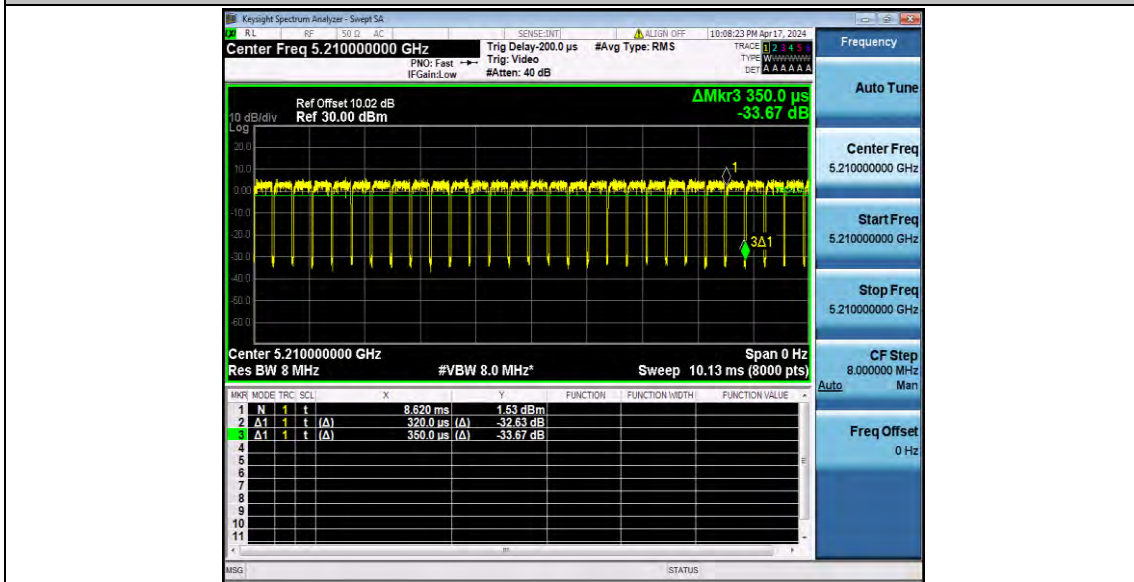 Keysight Spectrum Analyzer - Swept SA
RL RF 50 Ω AC SENSE:INT ALIGN OFF 10:08:23 PM Apr 17, 2024
Center Freq 5.210000000 GHz
Trig Delay-200.0 µs #Avg Type: RMS
TRACE 1 2 3 4 5 6
PNO: Fast Trig: Video
TYPE W
IFGain:Low #Atten: 40 dB
DET A A A A A A
Frequency
Auto Tune
Ref Offset 10.02 dB
ΔMkr3 350.0 µs
10 dB/div Ref 30.00 dBm
-33.67 dB
Log
20.0
10.0
0.00
-10.0
-20.0
-30.0
-40.0
-50.0
-60.0
1
3Δ1
Center Freq
5.210000000 GHz
Start Freq
5.210000000 GHz
Stop Freq
5.210000000 GHz
Center 5.210000000 GHz Span 0 Hz
Res BW 8 MHz #VBW 8.0 MHz* Sweep 10.13 ms (8000 pts)
CF Step
8.000000 MHz
Auto Man
MKR MODE TRC SCL X Y FUNCTION FUNCTION WIDTH FUNCTION VALUE
1 N 1 t 8.620 ms 1.53 dBm
2 Δ1 1 t (Δ) 320.0 µs (Δ) -32.63 dB
3 Δ1 1 t (Δ) 350.0 µs (Δ) -33.67 dB
4
5
6
7
8
9
10
11
Freq Offset
0 Hz
MSG STATUS